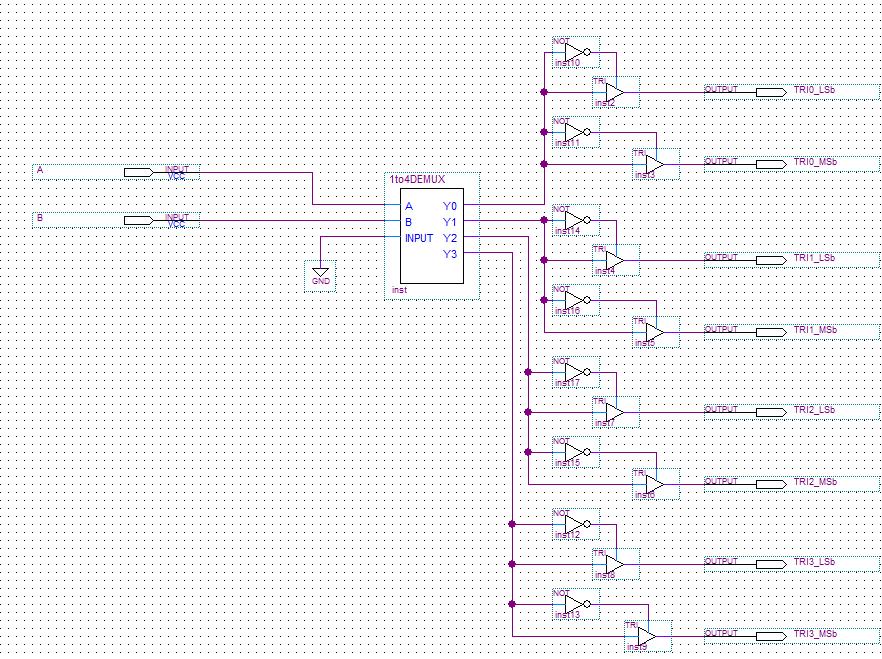 NOT
inst10
TRI
inst2
OUTPUT
TRI0_LSb
NOT
inst11
TRI
inst3
OUTPUT
TRI0_MSb
A
INPUT
VCC
B
INPUT
VCC
GND
1to4DEMUX
A Y0
B Y1
INPUT Y2
Y3
inst
NOT
inst14
TRI
inst4
OUTPUT
TRI1_LSb
NOT
inst16
TRI
inst5
OUTPUT
TRI1_MSb
NOT
inst17
TRI
inst7
OUTPUT
TRI2_LSb
NOT
inst15
TRI
inst6
OUTPUT
TRI2_MSb
NOT
inst12
TRI
inst8
OUTPUT
TRI3_LSb
NOT
inst13
TRI
inst9
OUTPUT
TRI3_MSb